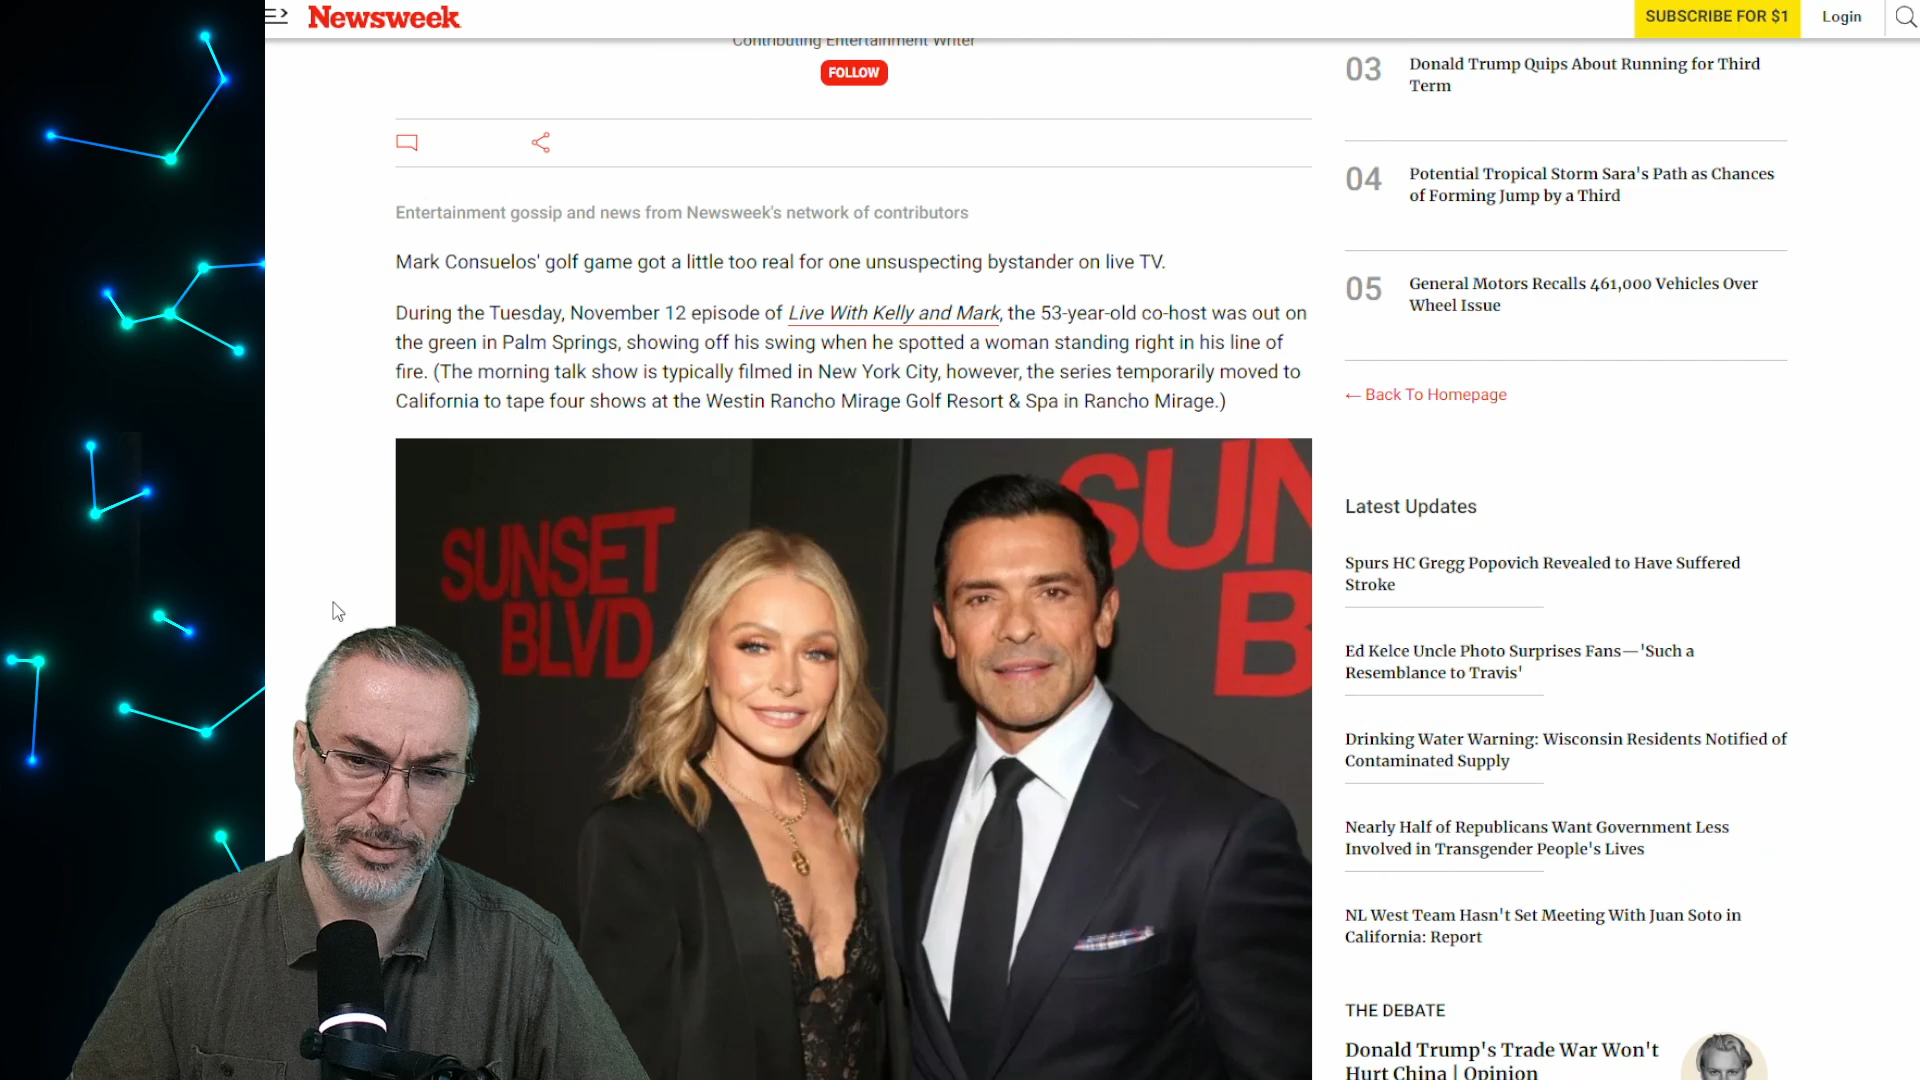 Newsweek
SUBSCRIBE FOR $1
Login
Contributing Entertainment Writer
FOLLOW
Entertainment gossip and news from Newsweek's network of contributors
Mark Consuelos' golf game got a little too real for one unsuspecting bystander on live TV.
During the Tuesday, November 12 episode of Live With Kelly and Mark, the 53-year-old co-host was out on
the green in Palm Springs, showing off his swing when he spotted a woman standing right in his line of
fire. (The morning talk show is typically filmed in New York City, however, the series temporarily moved to
California to tape four shows at the Westin Rancho Mirage Golf Resort & Spa in Rancho Mirage.)
SUNSET
BLVD
SUN
B
03
Donald Trump Quips About Running for Third
Term
04
Potential Tropical Storm Sara's Path as Chances
of Forming Jump by a Third
05
General Motors Recalls 461,000 Vehicles Over
Wheel Issue
← Back To Homepage
Latest Updates
Spurs HC Gregg Popovich Revealed to Have Suffered
Stroke
Ed Kelce Uncle Photo Surprises Fans—'Such a
Resemblance to Travis'
Drinking Water Warning: Wisconsin Residents Notified of
Contaminated Supply
Nearly Half of Republicans Want Government Less
Involved in Transgender People's Lives
NL West Team Hasn't Set Meeting With Juan Soto in
California: Report
THE DEBATE
Donald Trump's Trade War Won't
Hurt China | Opinion